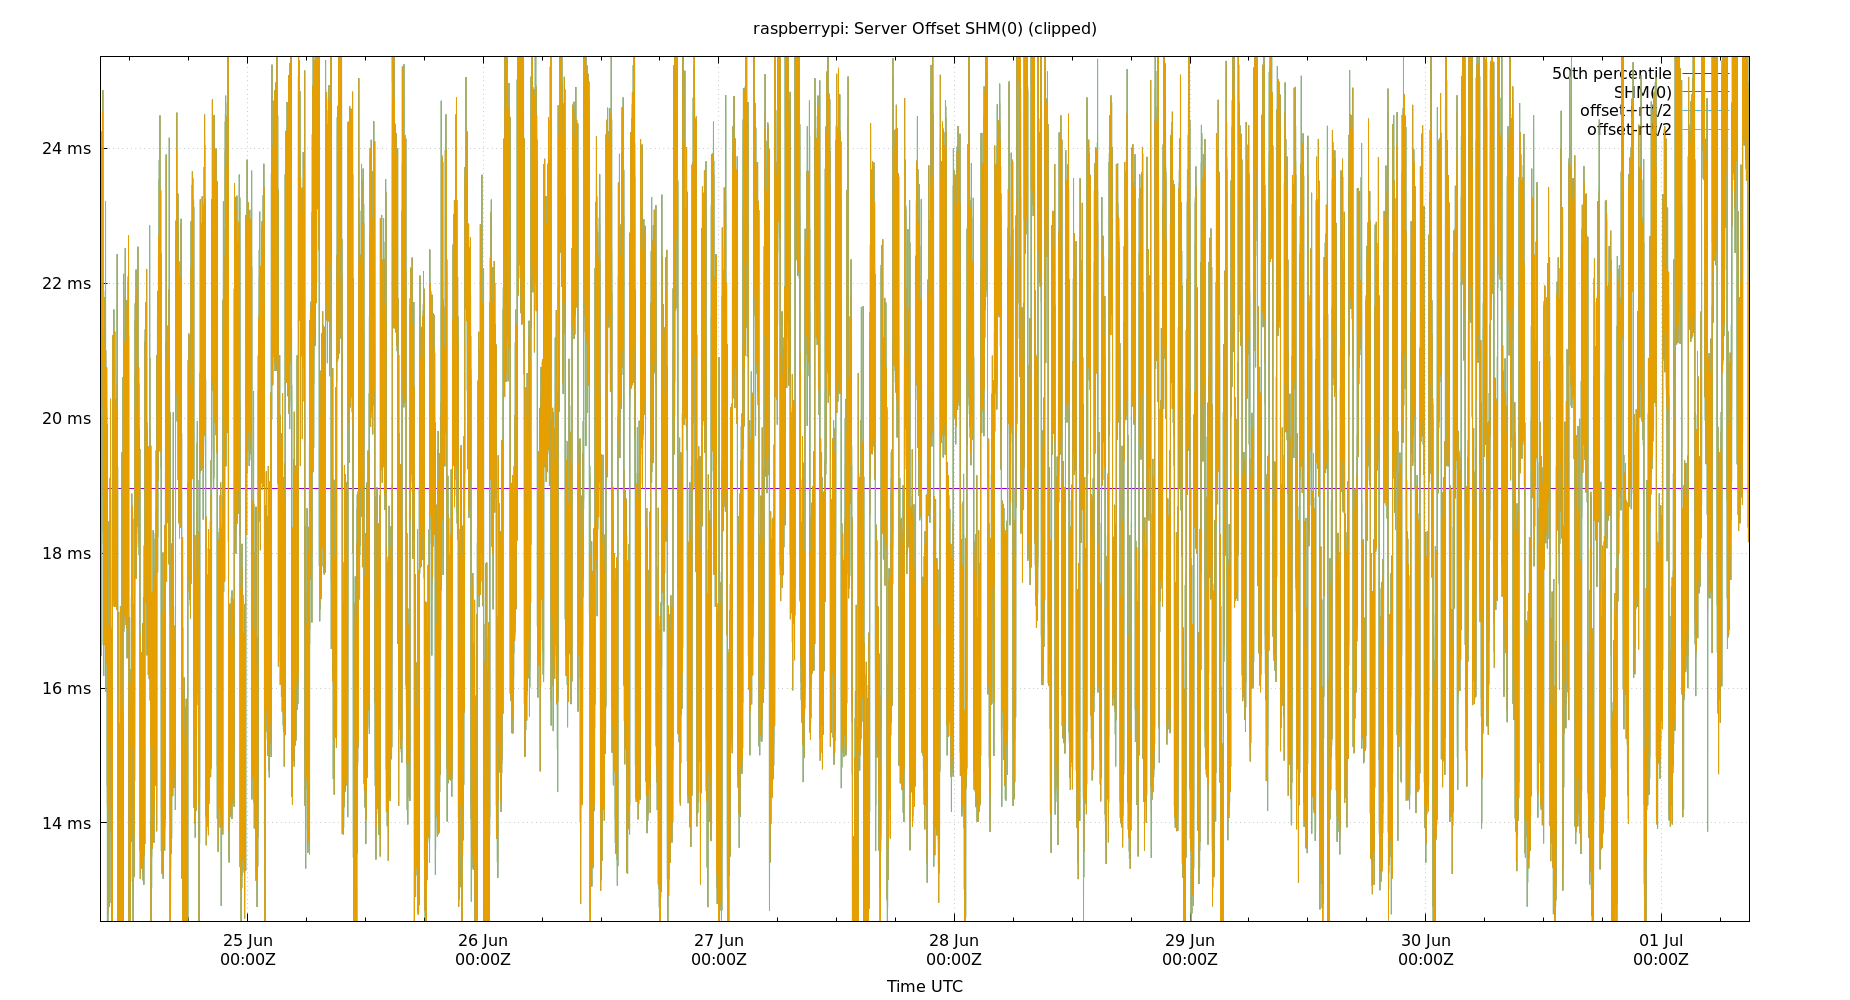 raspberrypi: Server Offset SHM(0) (clipped)
50th percentile
SHM(0)
offset+rtt/2
offset-rtt/2
24 ms
22 ms
20 ms
18 ms
16 ms
14 ms
25 Jun 26 Jun 27 Jun 28 Jun 29 Jun 30 Jun 01 Jul
00:00Z 00:00Z 00:00Z 00:00Z 00:00Z 00:00Z 00:00Z
Time UTC